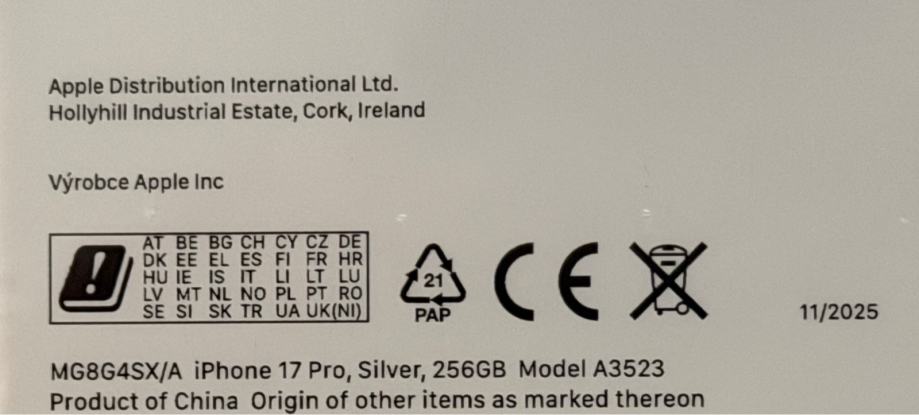 Apple Distribution International Ltd.
Hollyhill Industrial Estate, Cork, Ireland
Výrobce Apple Inc
AT BE BG CH CY CZ DE
DK EE EL ES FI FR HR
HU IE IS IT LI LT LU
LV MT NL NO PL PT RO
SE SI SK TR UA UK(NI)
21
PAP
CE
11/2025
MG8G4SX/A iPhone 17 Pro, Silver, 256GB Model A3523
Product of China Origin of other items as marked thereon